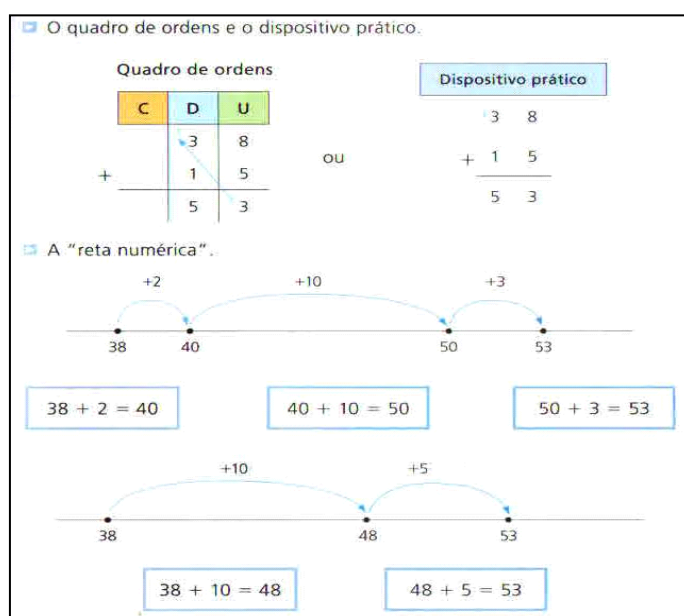 O quadro de ordens e o dispositivo prático.
Quadro de ordens
C D U
3 8
+ 1 5
5 3
ou
Dispositivo prático
3 8
+ 1 5
5 3
A "reta numérica".
+2 +10 +3
38 40 50 53
38 + 2 = 40 40 + 10 = 50 50 + 3 = 53
+10 +5
38 48 53
38 + 10 = 48 48 + 5 = 53